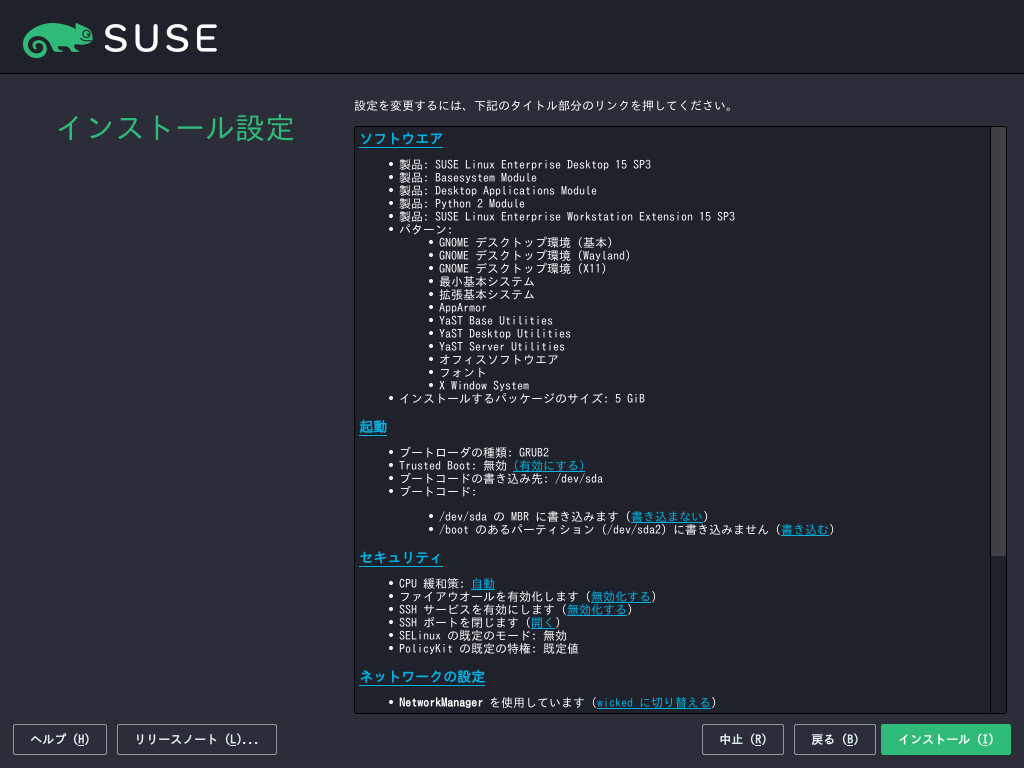 SUSE
インストール設定
設定を変更するには、下記のタイトル部分のリンクを押してください。
ソフトウエア
• 製品: SUSE Linux Enterprise Desktop 15 SP3
• 製品: Basesystem Module
• 製品: Desktop Applications Module
• 製品: Python 2 Module
• 製品: SUSE Linux Enterprise Workstation Extension 15 SP3
• パターン:
• GNOME デスクトップ環境 (基本)
• GNOME デスクトップ環境 (Wayland)
• GNOME デスクトップ環境 (X11)
• 最小基本システム
• 拡張基本システム
• AppArmor
• YaST Base Utilities
• YaST Desktop Utilities
• YaST Server Utilities
• オフィスソフトウエア
• フォント
• X Window System
• インストールするパッケージのサイズ: 5 GiB
起動
• ブートローダの種類: GRUB2
• Trusted Boot: 無効 (有効にする)
• ブートコードの書き込み先: /dev/sda
• ブートコード:
• /dev/sda の MBR に書き込みます (書き込まない)
• /boot のあるパーティション (/dev/sda2) に書き込みません (書き込む)
セキュリティ
• CPU 緩和策: 自動
• ファイアウオールを有効化します (無効化する)
• SSH サービスを有効にします (無効化する)
• SSH ポートを閉じます (開く)
• SELinux の既定のモード: 無効
• PolicyKit の既定の特権: 既定値
ネットワークの設定
• NetworkManager を使用しています (wicked に切り替える)
ヘルプ (H)
リリースノート (L)...
中止 (R)
戻る (B)
インストール (I)